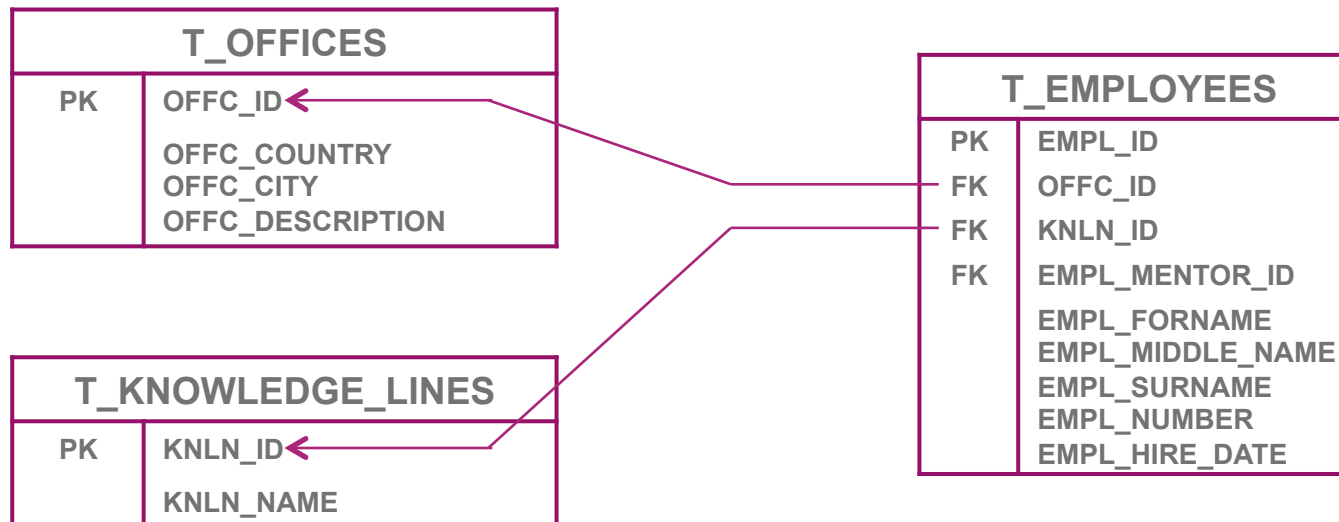 T_OFFICES
PK OFFC_ID
OFFC_COUNTRY
OFFC_CITY
OFFC_DESCRIPTION
T_KNOWLEDGE_LINES
PK KNLN_ID
KNLN_NAME
T_EMPLOYEES
PK EMPL_ID
FK OFFC_ID
FK KNLN_ID
FK EMPL_MENTOR_ID
EMPL_FORNAME
EMPL_MIDDLE_NAME
EMPL_SURNAME
EMPL_NUMBER
EMPL_HIRE_DATE